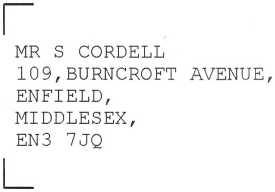 MR S CORDELL
109,BURNCROFT AVENUE,
ENFIELD,
MIDDLESEX,
EN3 7JQ